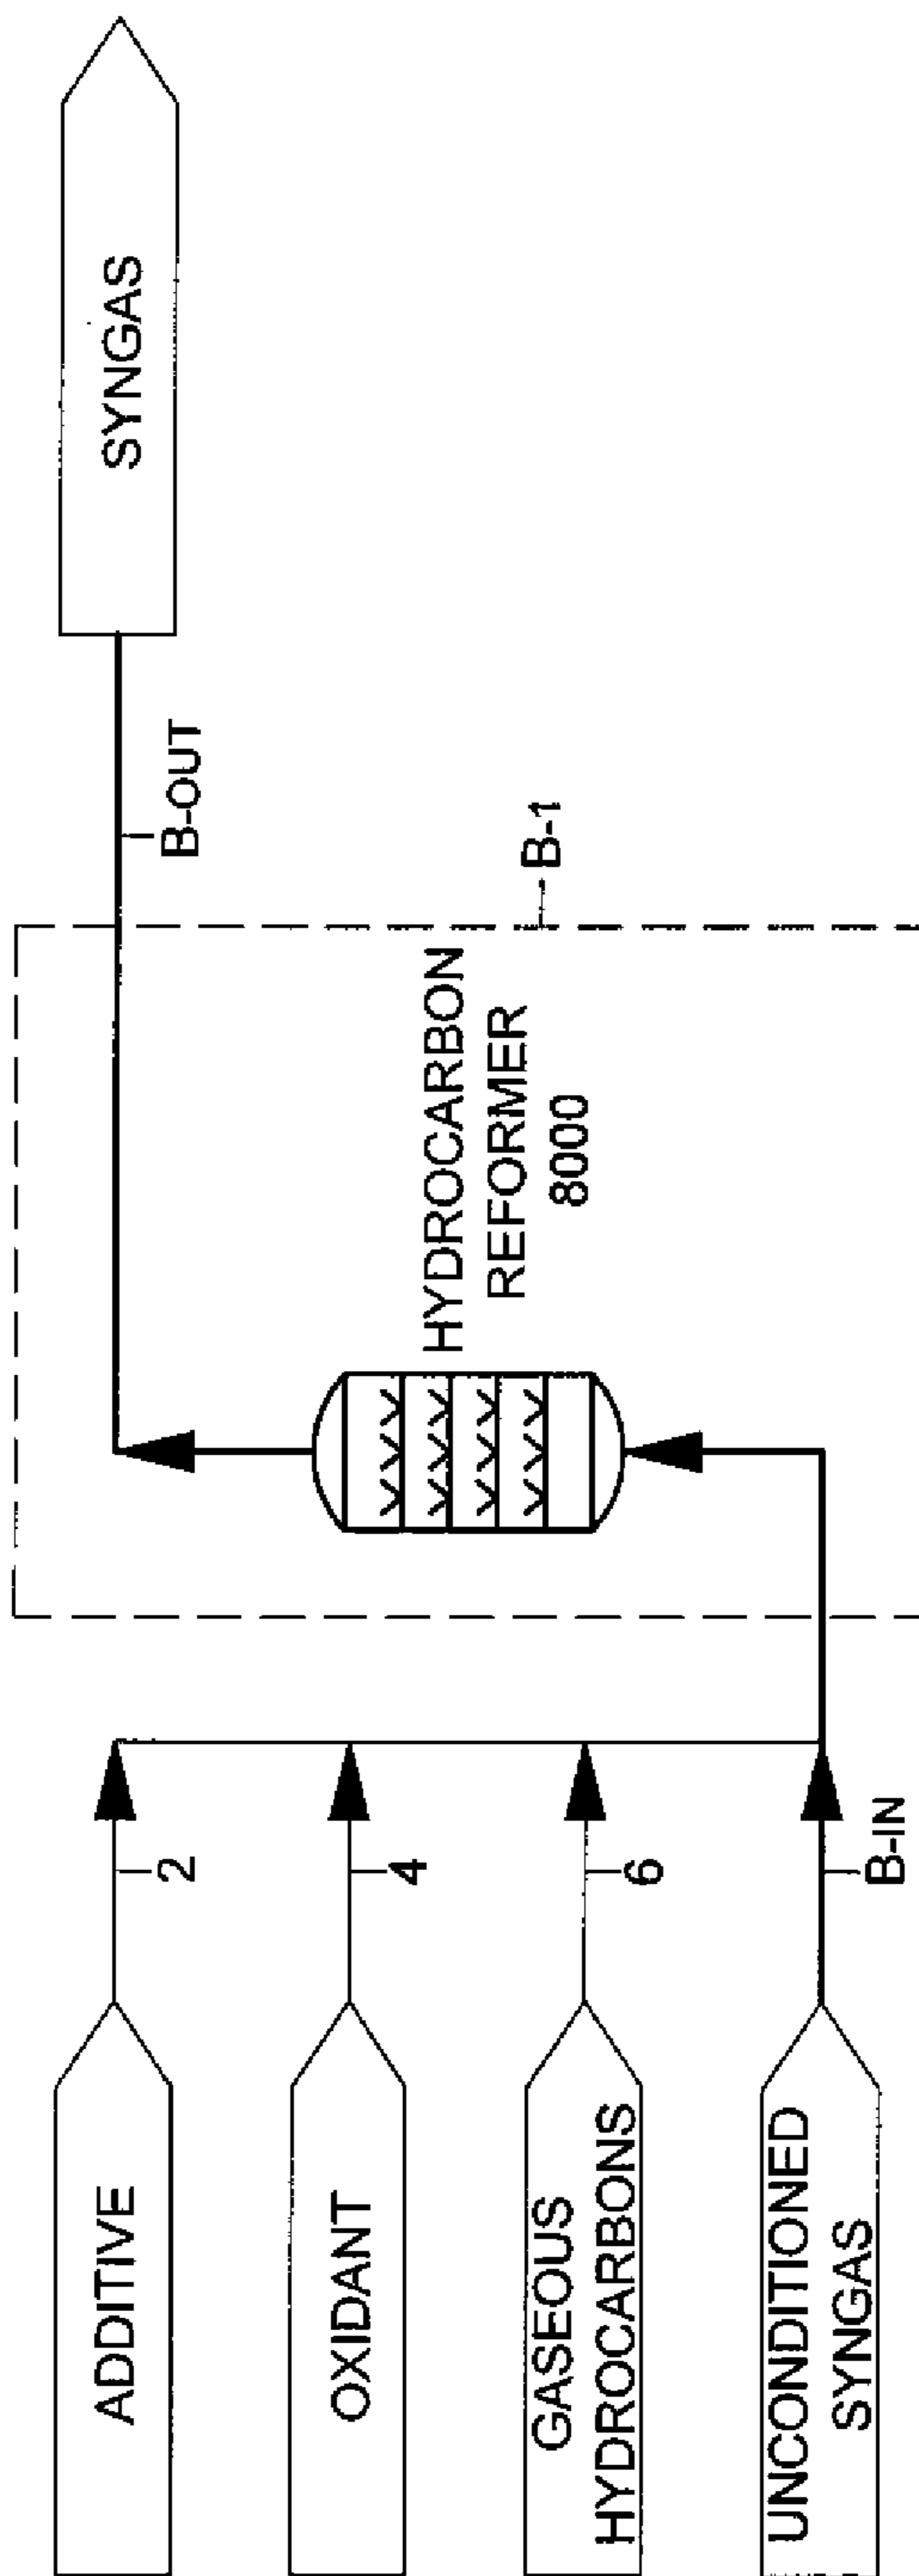 ADDITIVE
2
OXIDANT
4
GASEOUS
HYDROCARBONS
6
UNCONDITIONED
SYNGAS
B-IN
HYDROCARBON
REFORMER
8000
B-1
B-OUT
SYNGAS